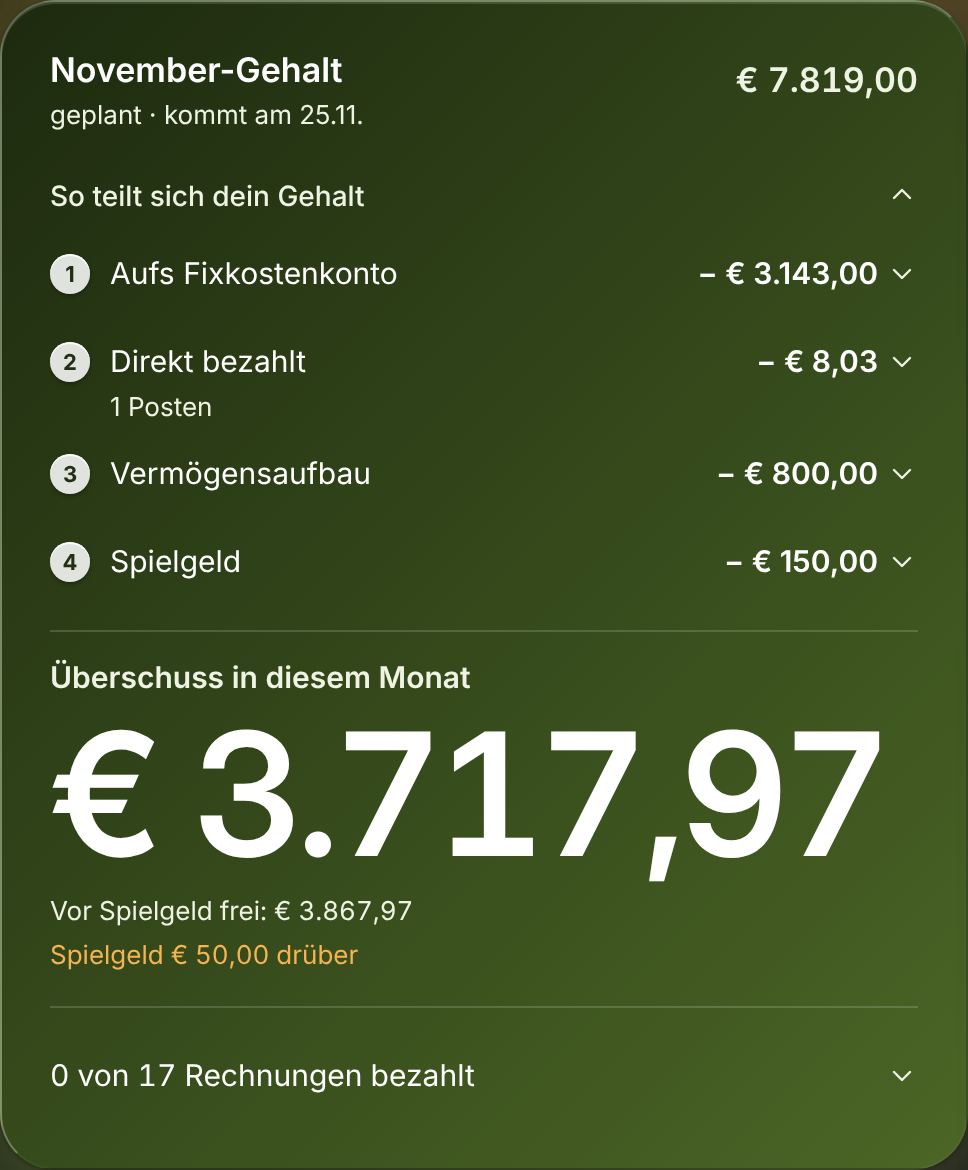 November-Gehalt
€ 7.819,00
geplant · kommt am 25.11.
So teilt sich dein Gehalt
1 Aufs Fixkostenkonto – € 3.143,00
2 Direkt bezahlt – € 8,03
1 Posten
3 Vermögensaufbau – € 800,00
4 Spielgeld – € 150,00
Überschuss in diesem Monat
€ 3.717,97
Vor Spielgeld frei: € 3.867,97
Spielgeld € 50,00 drüber
0 von 17 Rechnungen bezahlt